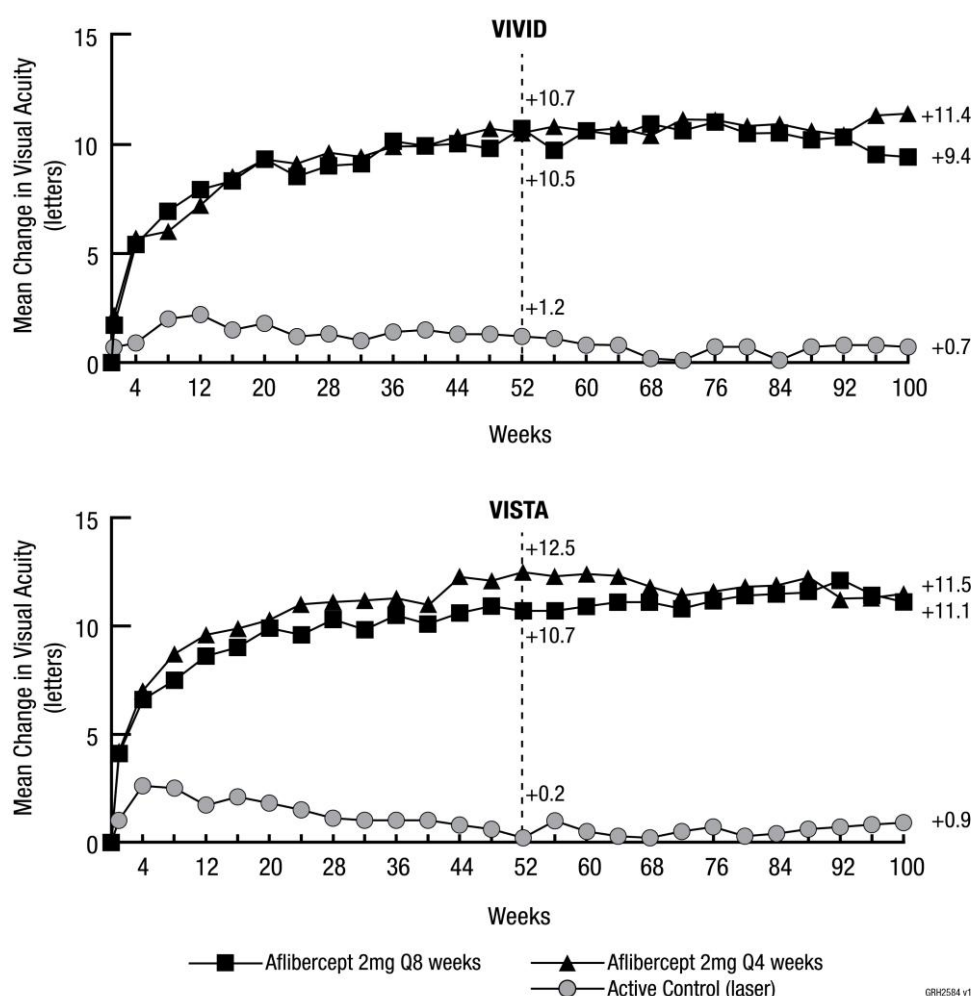 VIVID
Mean Change in Visual Acuity
(letters)
15
10
5
0
+10.7
+10.5
+1.2
+11.4
+9.4
+0.7
4 12 20 28 36 44 52 60 68 76 84 92 100
Weeks
VISTA
Mean Change in Visual Acuity
(letters)
15
10
5
0
+12.5
+10.7
+0.2
+11.5
+11.1
+0.9
4 12 20 28 36 44 52 60 68 76 84 92 100
Weeks
Aflibercept 2mg Q8 weeks
Aflibercept 2mg Q4 weeks
Active Control (laser)
GRH2584 v1